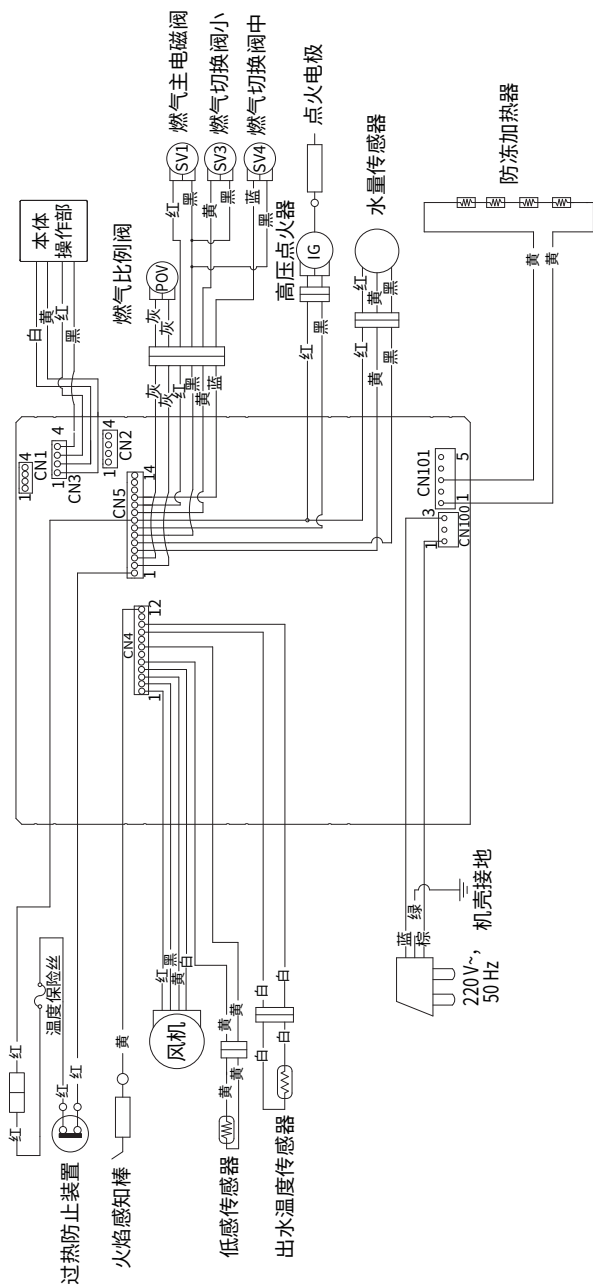 燃气主电磁阀
燃气切换阀小
燃气切换阀中
点火电极
水量传感器
防冻加热器
高压点火器
燃气比例阀
本体
操作部
SV1
SV3
SV4
POV
IG
红
黑
黄
黑
蓝
黑
灰
灰
白
黄
红
黑
灰
灰
红
黑
黄
蓝
红
黑
红
黄
黑
红
黄
黑
黄
黄
1
4
CN1
1
4
CN3
1
4
CN2
CN5
14
1
CN4
12
1
CN101
5
1
3
1
CN100
红
红
温度保险丝
红
红
过热防止装置
黄
火焰感知棒
红
黑
黄
白
风机
黄
黄
黄
黄
低感传感器
白
白
白
白
出水温度传感器
蓝
绿
棕
机壳接地
220V~,
50Hz